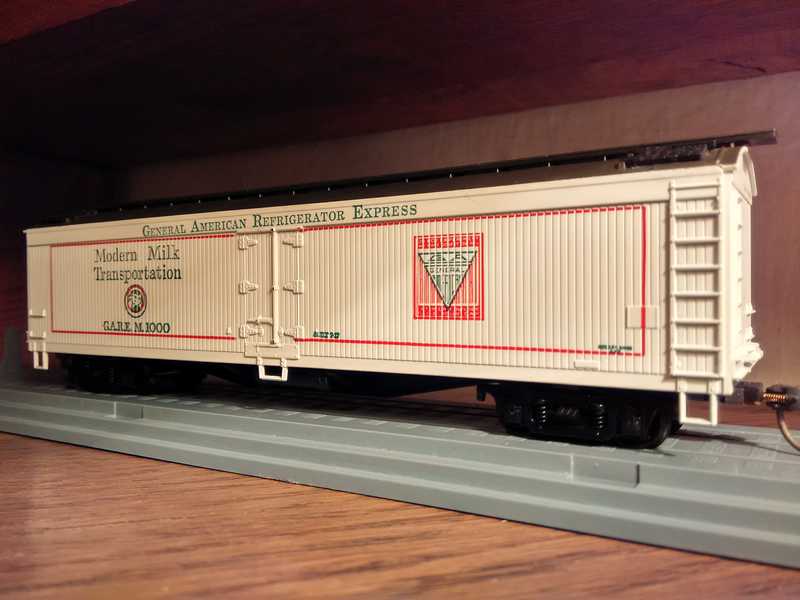 GENERAL AMERICAN REFRIGERATOR EXPRESS
Modern Milk
Transportation
G.A.R.E. M. 1000
GENERAL